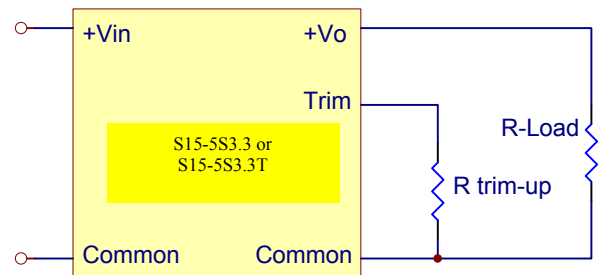 +Vin
+Vo
Trim
S15-5S3.3 or
S15-5S3.3T
R-Load
R trim-up
Common
Common